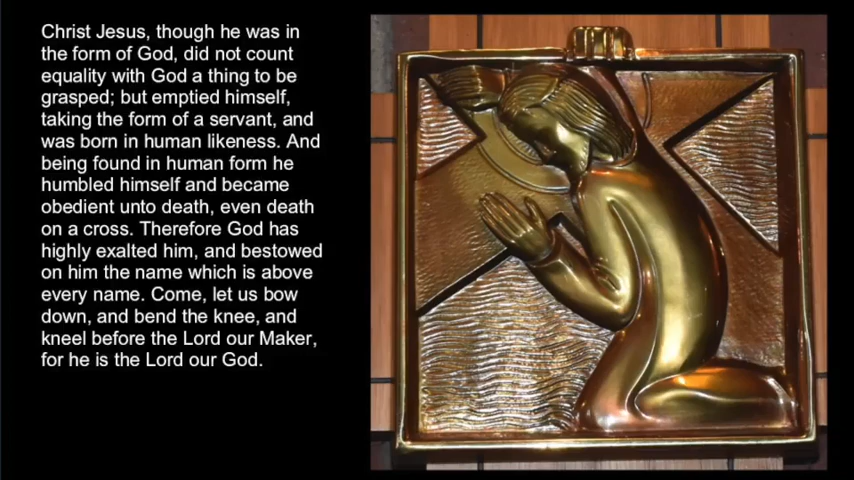 Christ Jesus, though he was in
the form of God, did not count
equality with God a thing to be
grasped; but emptied himself,
taking the form of a servant, and
was born in human likeness. And
being found in human form he
humbled himself and became
obedient unto death, even death
on a cross. Therefore God has
highly exalted him, and bestowed
on him the name which is above
every name. Come, let us bow
down, and bend the knee, and
kneel before the Lord our Maker,
for he is the Lord our God.